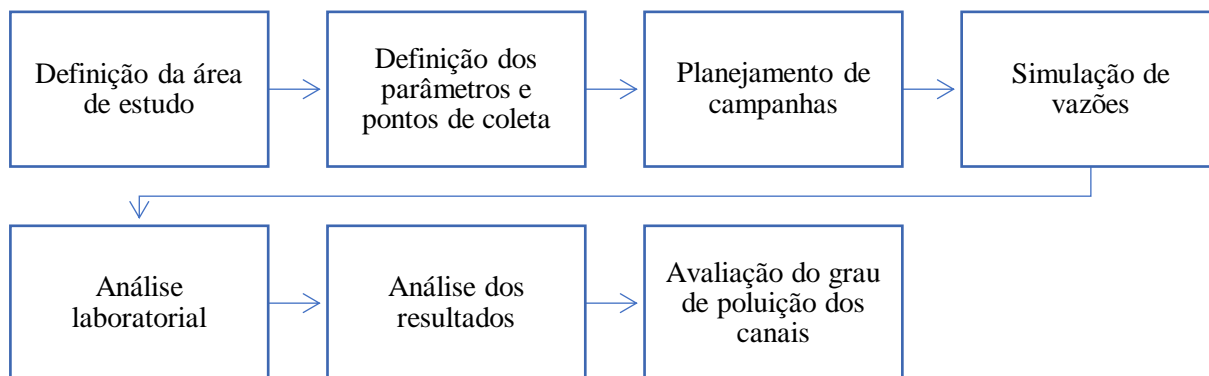 Definição da área
de estudo
Definição dos
parâmetros e
pontos de coleta
Planejamento de
campanhas
Simulação de
vazões
Análise
laboratorial
Análise dos
resultados
Avaliação do grau
de poluição dos
canais